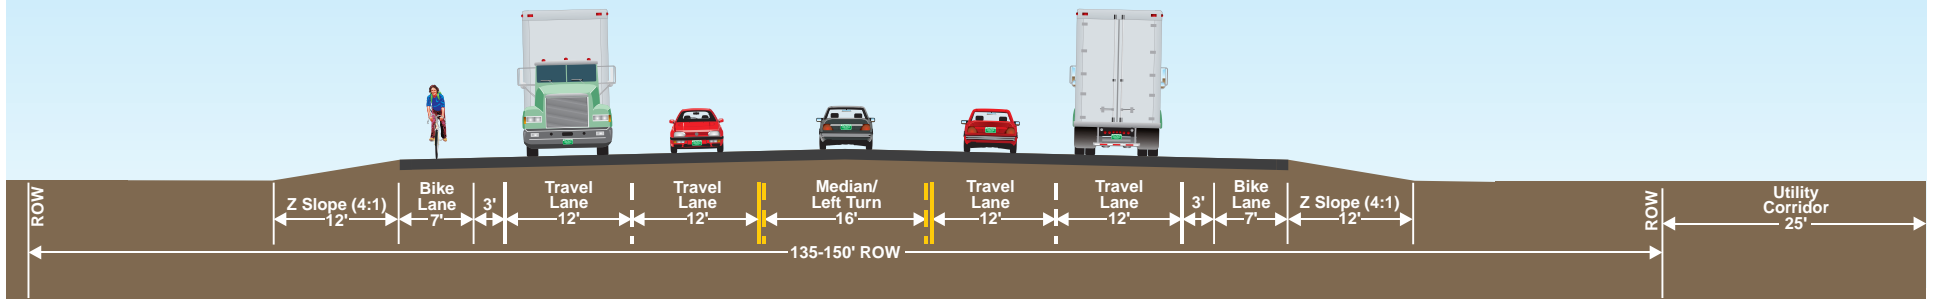 ROW
Z Slope (4:1)
12'
Bike
Lane
7'
3'
Travel
Lane
12'
Travel
Lane
12'
Median/
Left Turn
16'
Travel
Lane
12'
Travel
Lane
12'
3'
Bike
Lane
7'
Z Slope (4:1)
12'
ROW
Utility
Corridor
25'
135-150' ROW